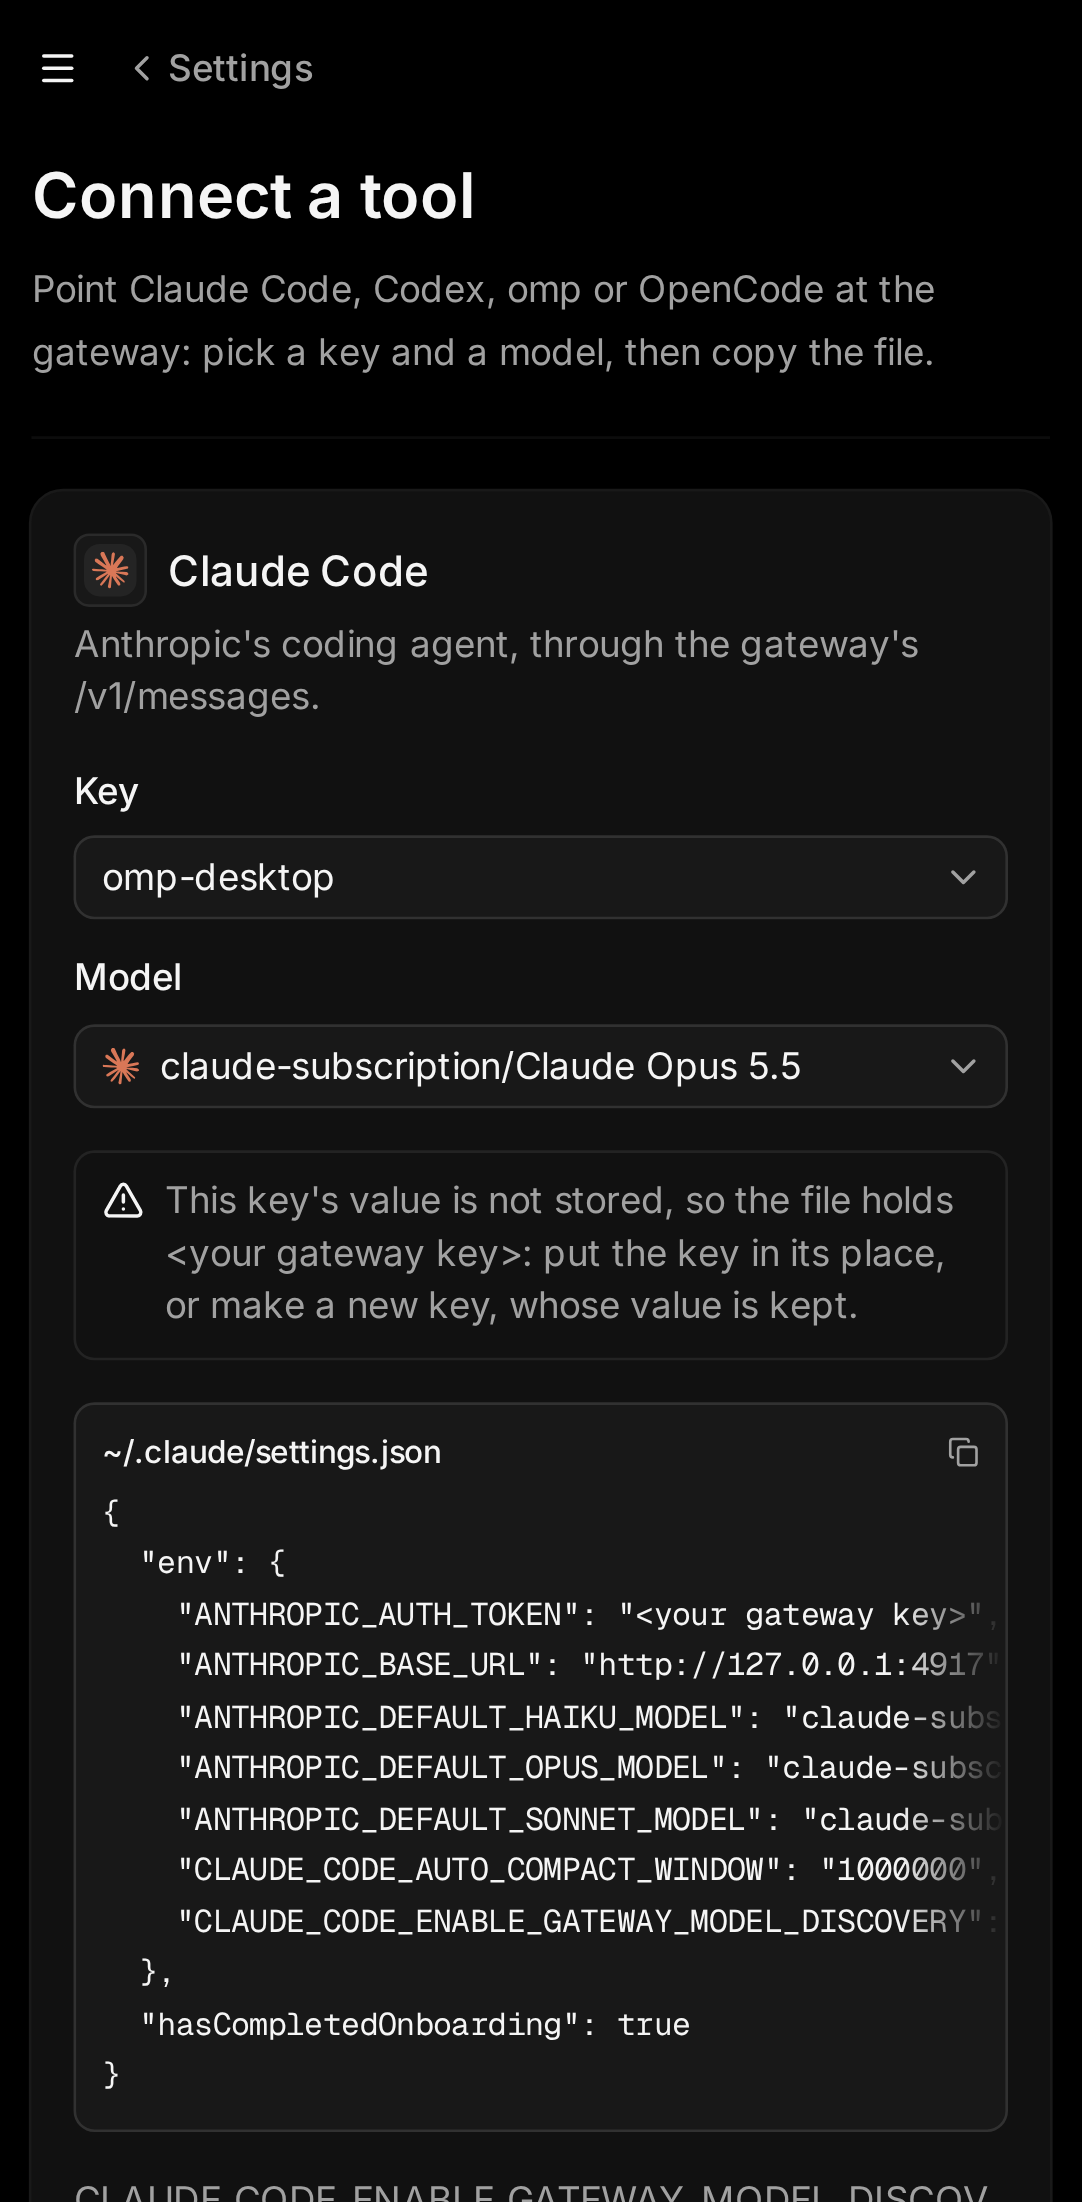 Settings
Connect a tool
Point Claude Code, Codex, omp or OpenCode at the
gateway: pick a key and a model, then copy the file.
Claude Code
Anthropic's coding agent, through the gateway's
/v1/messages.
Key
omp-desktop
Model
claude-subscription/Claude Opus 5.5
This key's value is not stored, so the file holds
<your gateway key>: put the key in its place,
or make a new key, whose value is kept.
~/.claude/settings.json
{
  "env": {
    "ANTHROPIC_AUTH_TOKEN": "<your gateway key>",
    "ANTHROPIC_BASE_URL": "http://127.0.0.1:4917"
    "ANTHROPIC_DEFAULT_HAIKU_MODEL": "claude-subs
    "ANTHROPIC_DEFAULT_OPUS_MODEL": "claude-subsc
    "ANTHROPIC_DEFAULT_SONNET_MODEL": "claude-sub
    "CLAUDE_CODE_AUTO_COMPACT_WINDOW": "1000000",
    "CLAUDE_CODE_ENABLE_GATEWAY_MODEL_DISCOVERY":
  },
  "hasCompletedOnboarding": true
}
CLAUDE_CODE_ENABLE_GATEWAY_MODEL_DISCOV